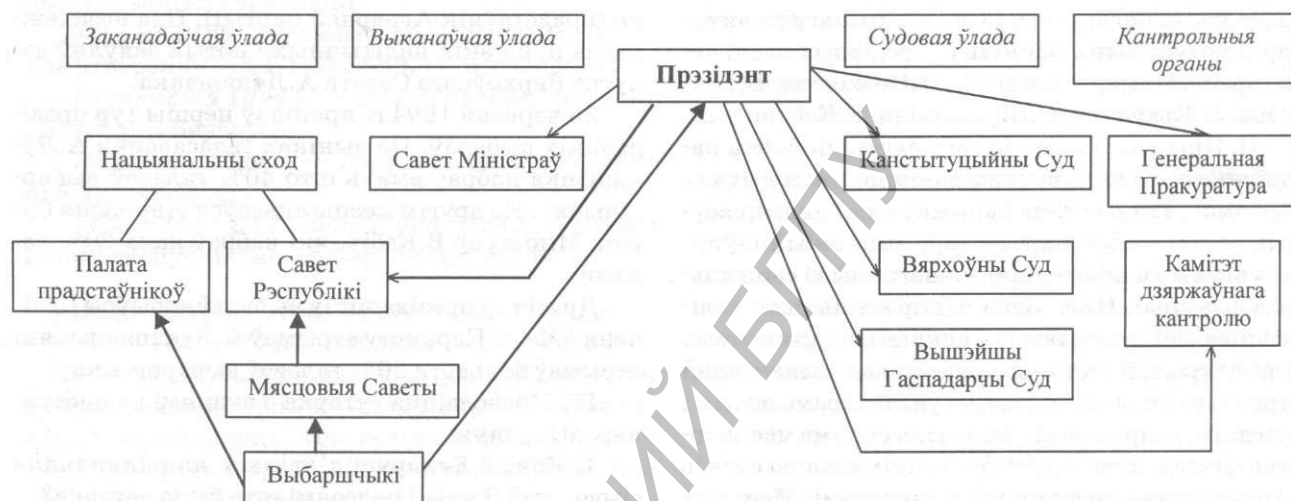 Заканадаўчая ўлада
Выканаўчая ўлада
Судовая ўлада
Кантрольныя
органы
Прэзідэнт
Нацыянальны сход
Савет Міністраў
Канстытуцыйны Суд
Генеральная
Пракуратура
Палата
прадстаўнікоў
Савет
Рэспублікі
Вярхоўны Суд
Камітэт
дзяржаўнага
кантролю
Вышэйшы
Гаспадарчы Суд
Мясцовыя Саветы
Выбаршчыкі
БГПУ